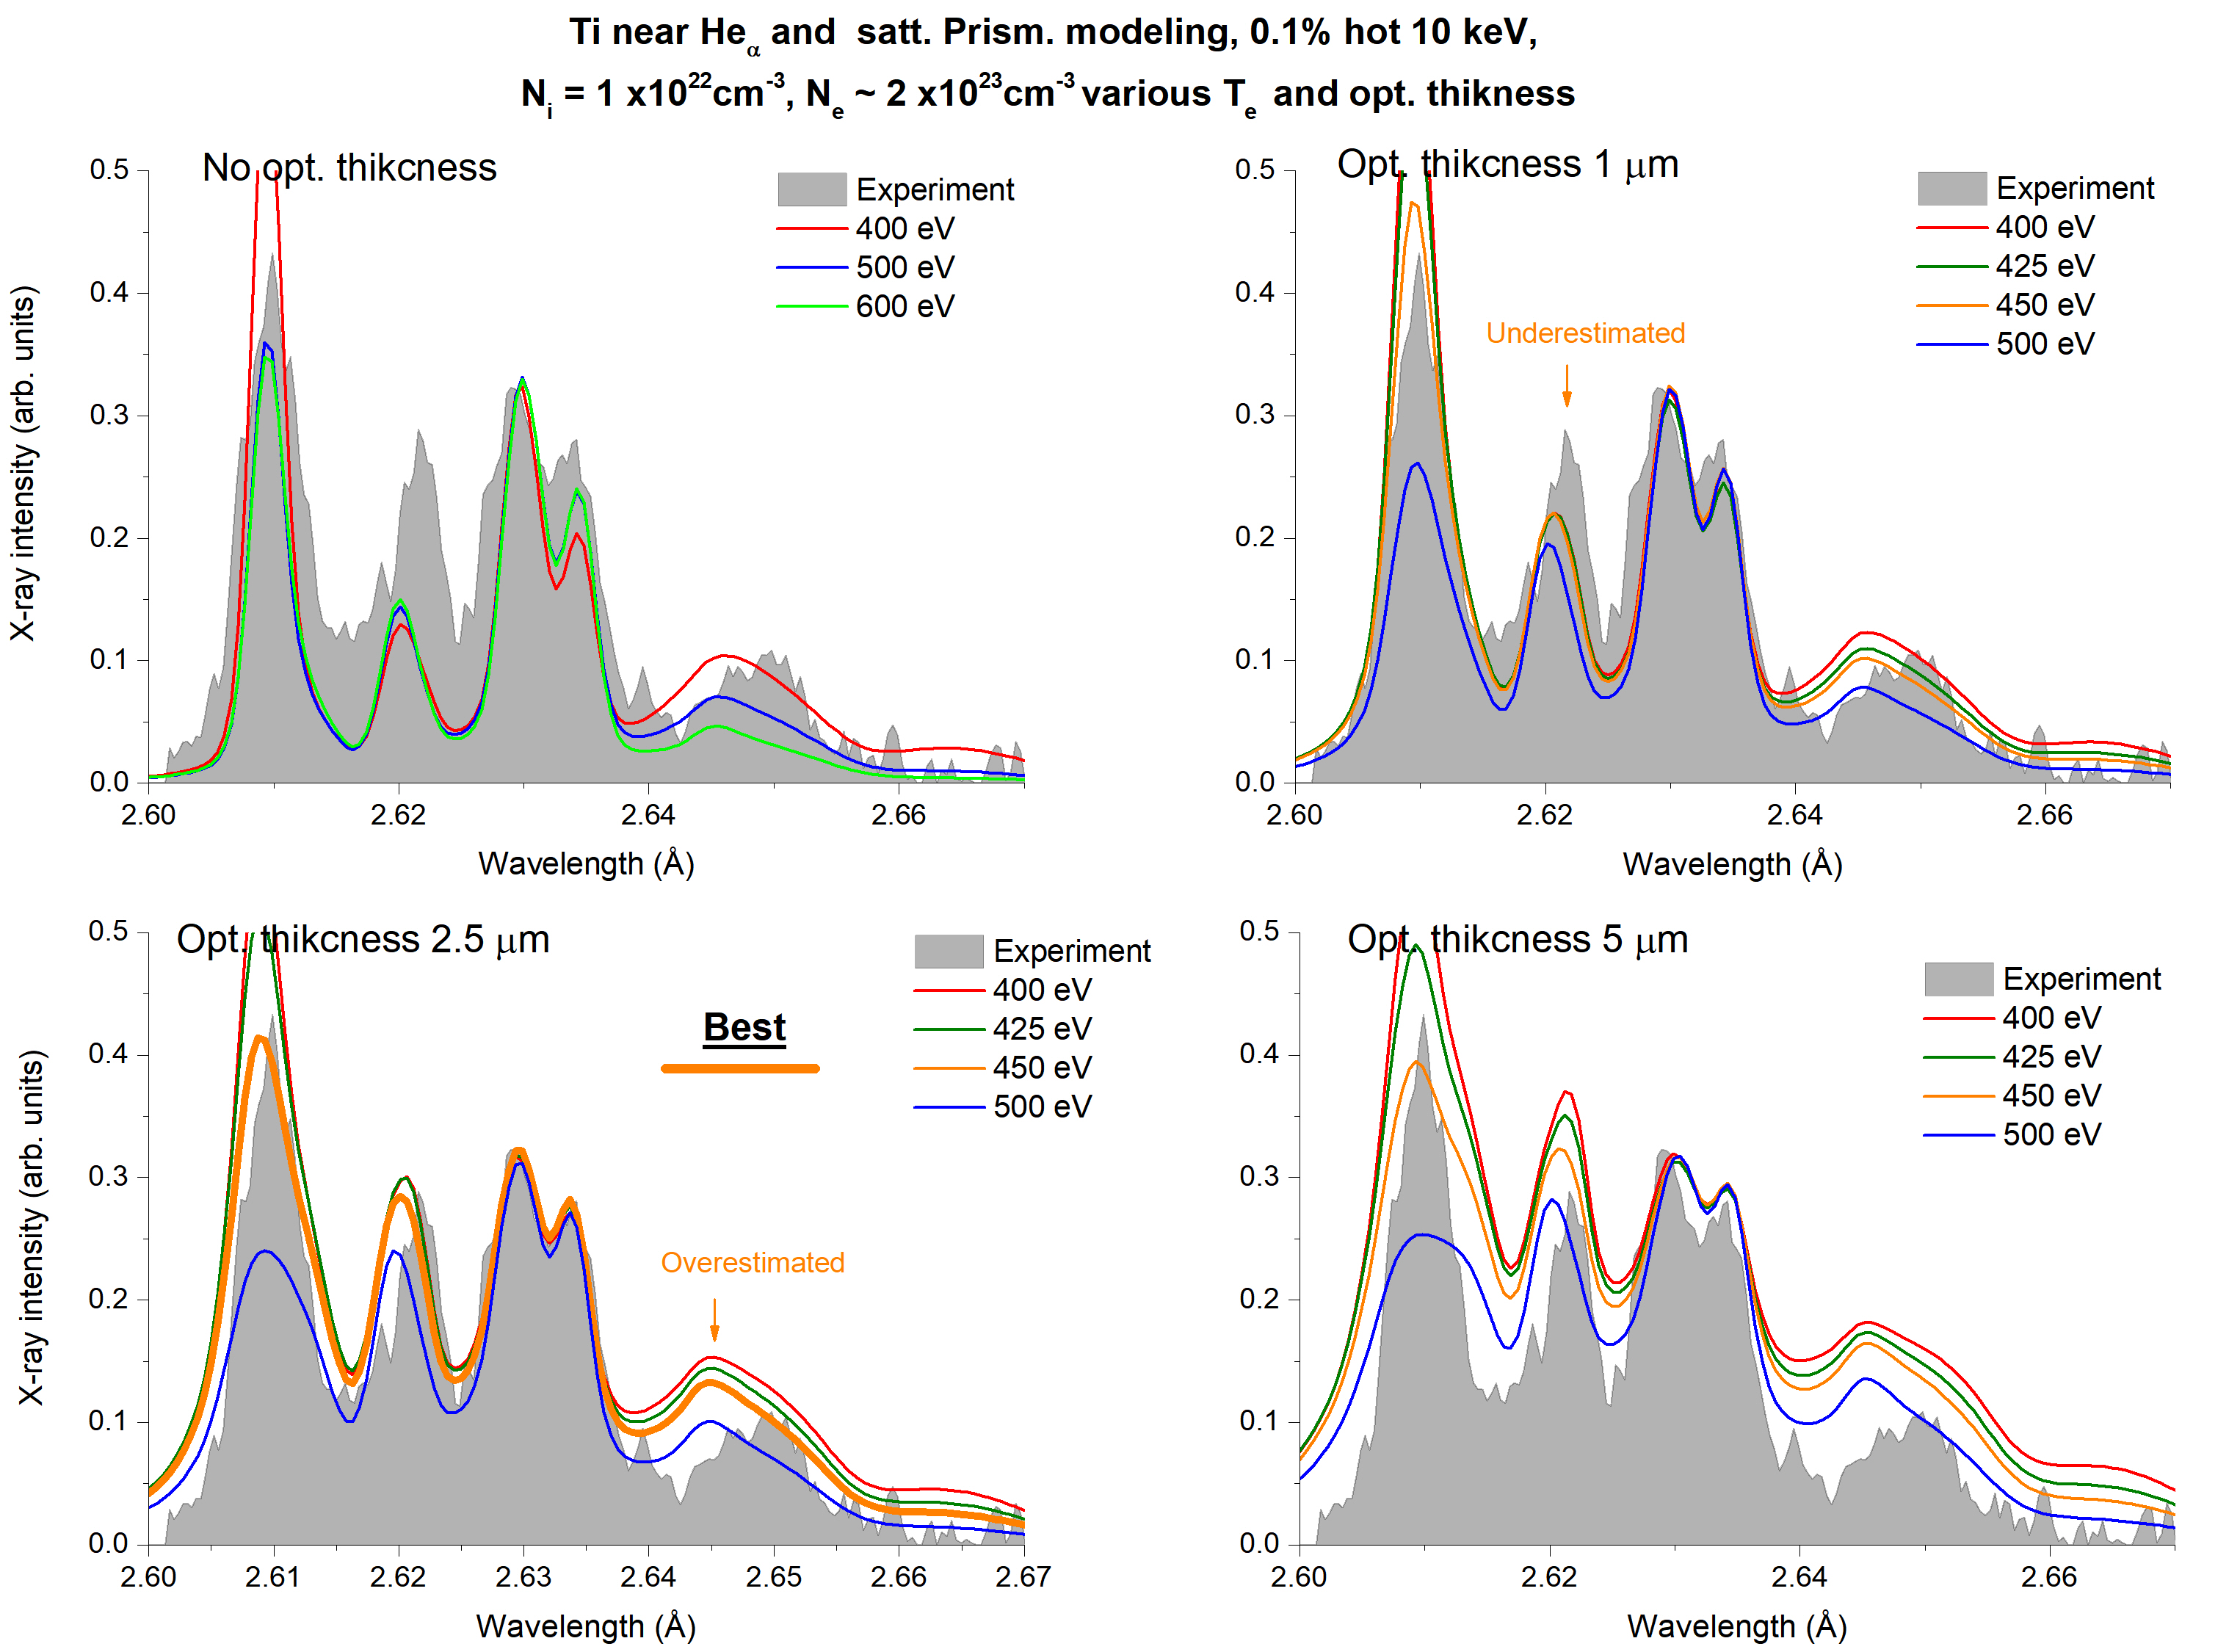 Ti near Heα and satt. Prism. modeling, 0.1% hot 10 keV,
Ni = 1 x10^22cm^-3, Ne ~ 2 x10^23cm^-3 various Te and opt. thikness
No opt. thikcness
Experiment
400 eV
500 eV
600 eV
X-ray intensity (arb. units)
0.5
0.4
0.3
0.2
0.1
0.0
2.60 2.62 2.64 2.66
Wavelength (Å)
Opt. thikcness 1 μm
Experiment
400 eV
425 eV
450 eV
500 eV
Underestimated
0.5
0.4
0.3
0.2
0.1
0.0
2.60 2.62 2.64 2.66
Wavelength (Å)
Opt. thikcness 2.5 μm
Experiment
400 eV
425 eV
450 eV
500 eV
Best
Overestimated
X-ray intensity (arb. units)
0.5
0.4
0.3
0.2
0.1
0.0
2.60 2.61 2.62 2.63 2.64 2.65 2.66 2.67
Wavelength (Å)
Opt. thikcness 5 μm
Experiment
400 eV
425 eV
450 eV
500 eV
0.5
0.4
0.3
0.2
0.1
0.0
2.60 2.62 2.64 2.66
Wavelength (Å)